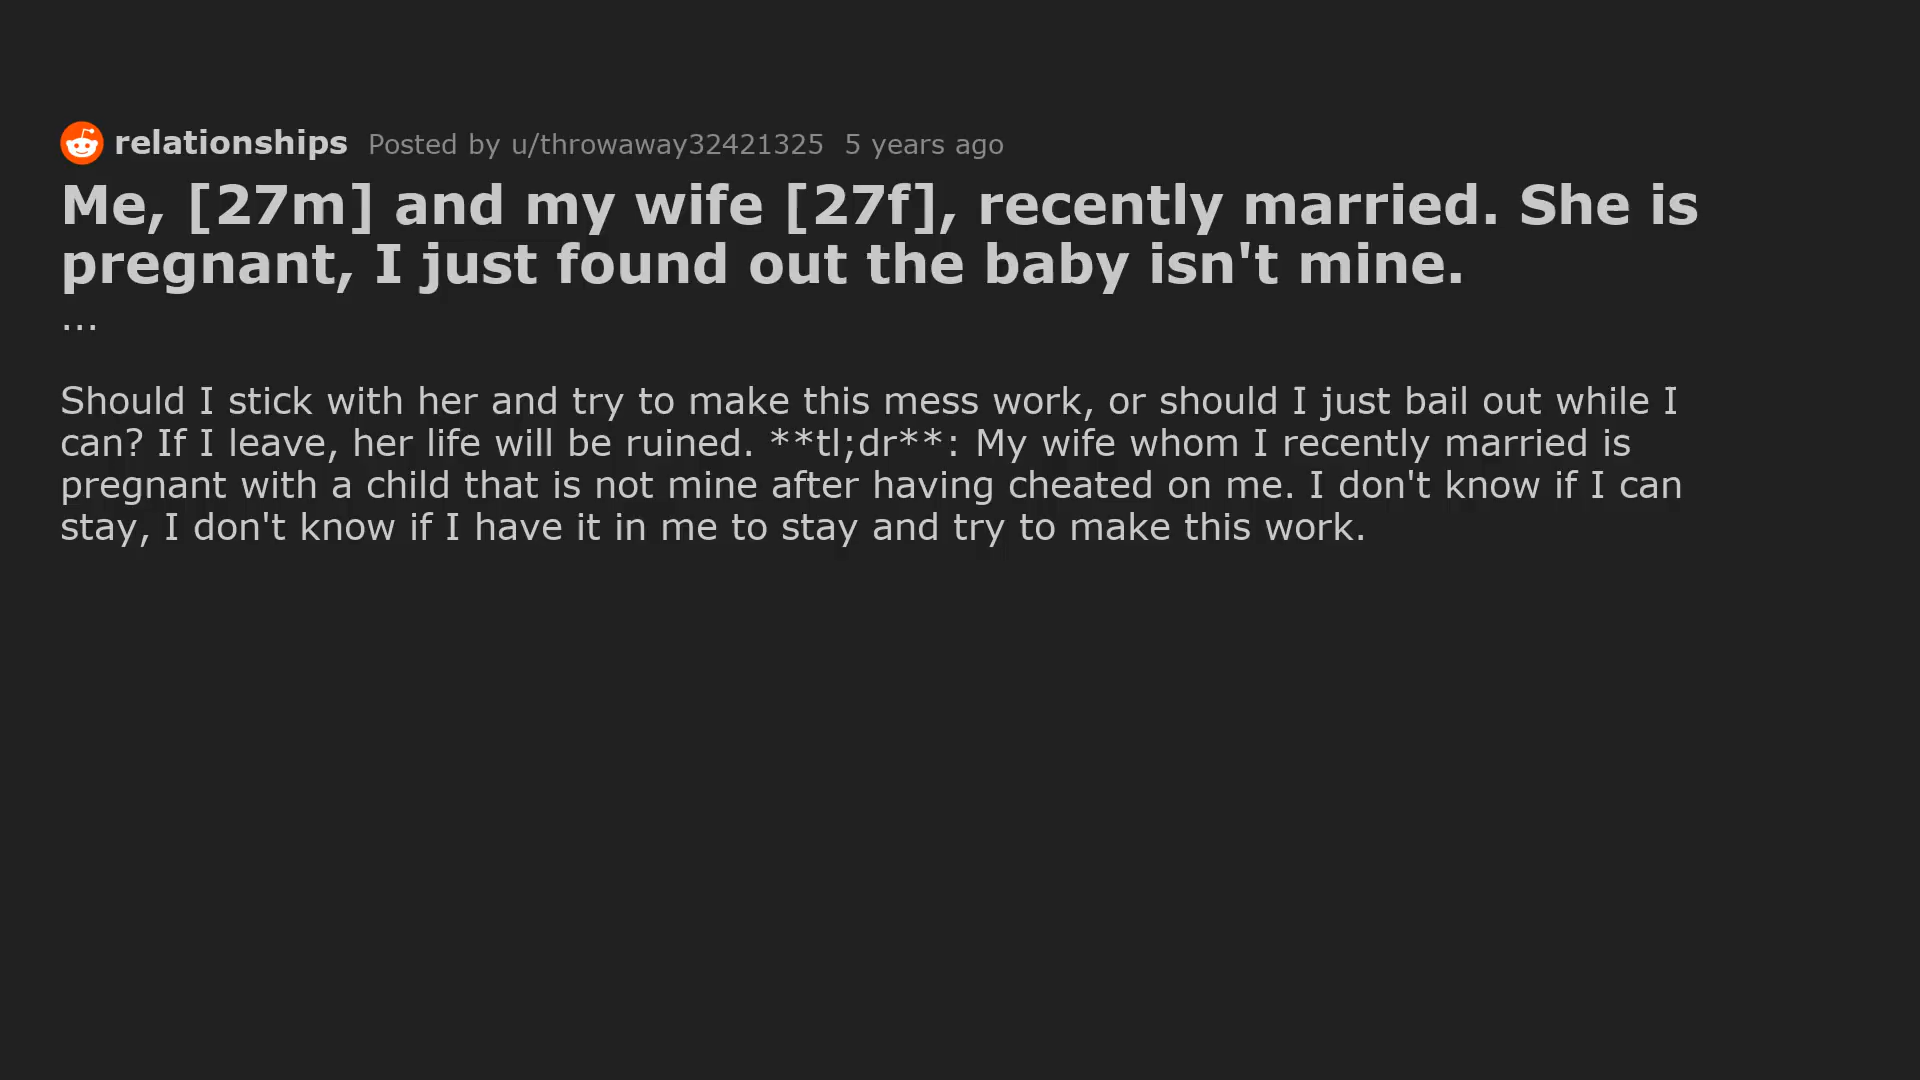 relationships Posted by u/throwaway32421325 5 years ago
Me, [27m] and my wife [27f], recently married. She is
pregnant, I just found out the baby isn't mine.
...
Should I stick with her and try to make this mess work, or should I just bail out while I
can? If I leave, her life will be ruined. **tl;dr**: My wife whom I recently married is
pregnant with a child that is not mine after having cheated on me. I don't know if I can
stay, I don't know if I have it in me to stay and try to make this work.